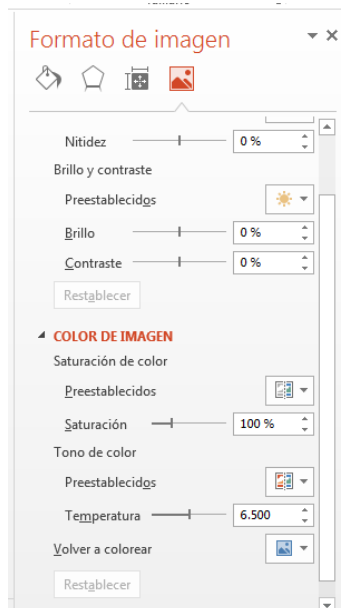 Formato de imagen
Nitidez 0 %
Brillo y contraste
Preestablecidos
Brillo 0 %
Contraste 0 %
Restablecer
COLOR DE IMAGEN
Saturación de color
Preestablecidos
Saturación 100 %
Tono de color
Preestablecidos
Temperatura 6.500
Volver a colorear
Restablecer